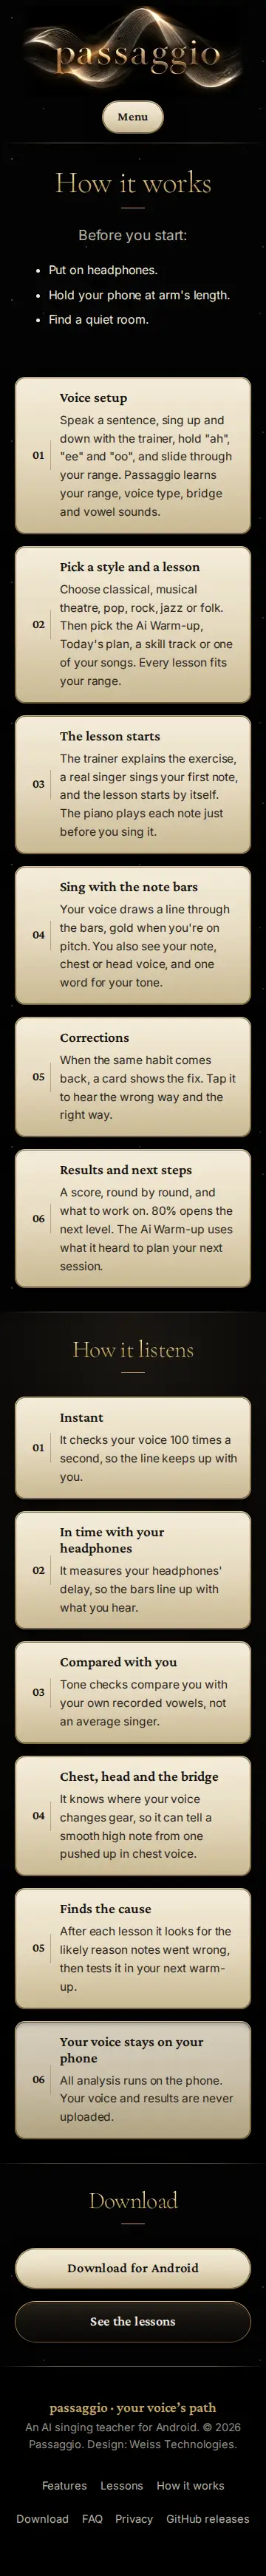 passaggio
Menu
How it works
Before you start:
• Put on headphones.
• Hold your phone at arm's length.
• Find a quiet room.
01
Voice setup
Speak a sentence, sing up and
down with the trainer, hold "ah",
"ee" and "oo", and slide through
your range. Passaggio learns
your range, voice type, bridge
and vowel sounds.
02
Pick a style and a lesson
Choose classical, musical
theatre, pop, rock, jazz or folk.
Then pick the Ai Warm-up,
Today's plan, a skill track or one
of your songs. Every lesson fits
your range.
03
The lesson starts
The trainer explains the exercise,
a real singer sings your first note,
and the lesson starts by itself.
The piano plays each note just
before you sing it.
04
Sing with the note bars
Your voice draws a line through
the bars, gold when you're on
pitch. You also see your note,
chest or head voice, and one
word for your tone.
05
Corrections
When the same habit comes
back, a card shows the fix. Tap it
to hear the wrong way and the
right way.
06
Results and next steps
A score, round by round, and
what to work on. 80% opens the
next level. The Ai Warm-up uses
what it heard to plan your next
session.
How it listens
01
Instant
It checks your voice 100 times a
second, so the line keeps up with
you.
02
In time with your
headphones
It measures your headphones'
delay, so the bars line up with
what you hear.
03
Compared with you
Tone checks compare you with
your own recorded vowels, not
an average singer.
04
Chest, head and the bridge
It knows where your voice
changes gear, so it can tell a
smooth high note from one
pushed up in chest voice.
05
Finds the cause
After each lesson it looks for the
likely reason notes went wrong,
then tests it in your next warm-
up.
06
Your voice stays on your
phone
All analysis runs on the phone.
Your voice and results are never
uploaded.
Download
Download for Android
See the lessons
passaggio · your voice's path
An AI singing teacher for Android. © 2026
Passaggio. Design: Weiss Technologies.
Features Lessons How it works
Download FAQ Privacy GitHub releases